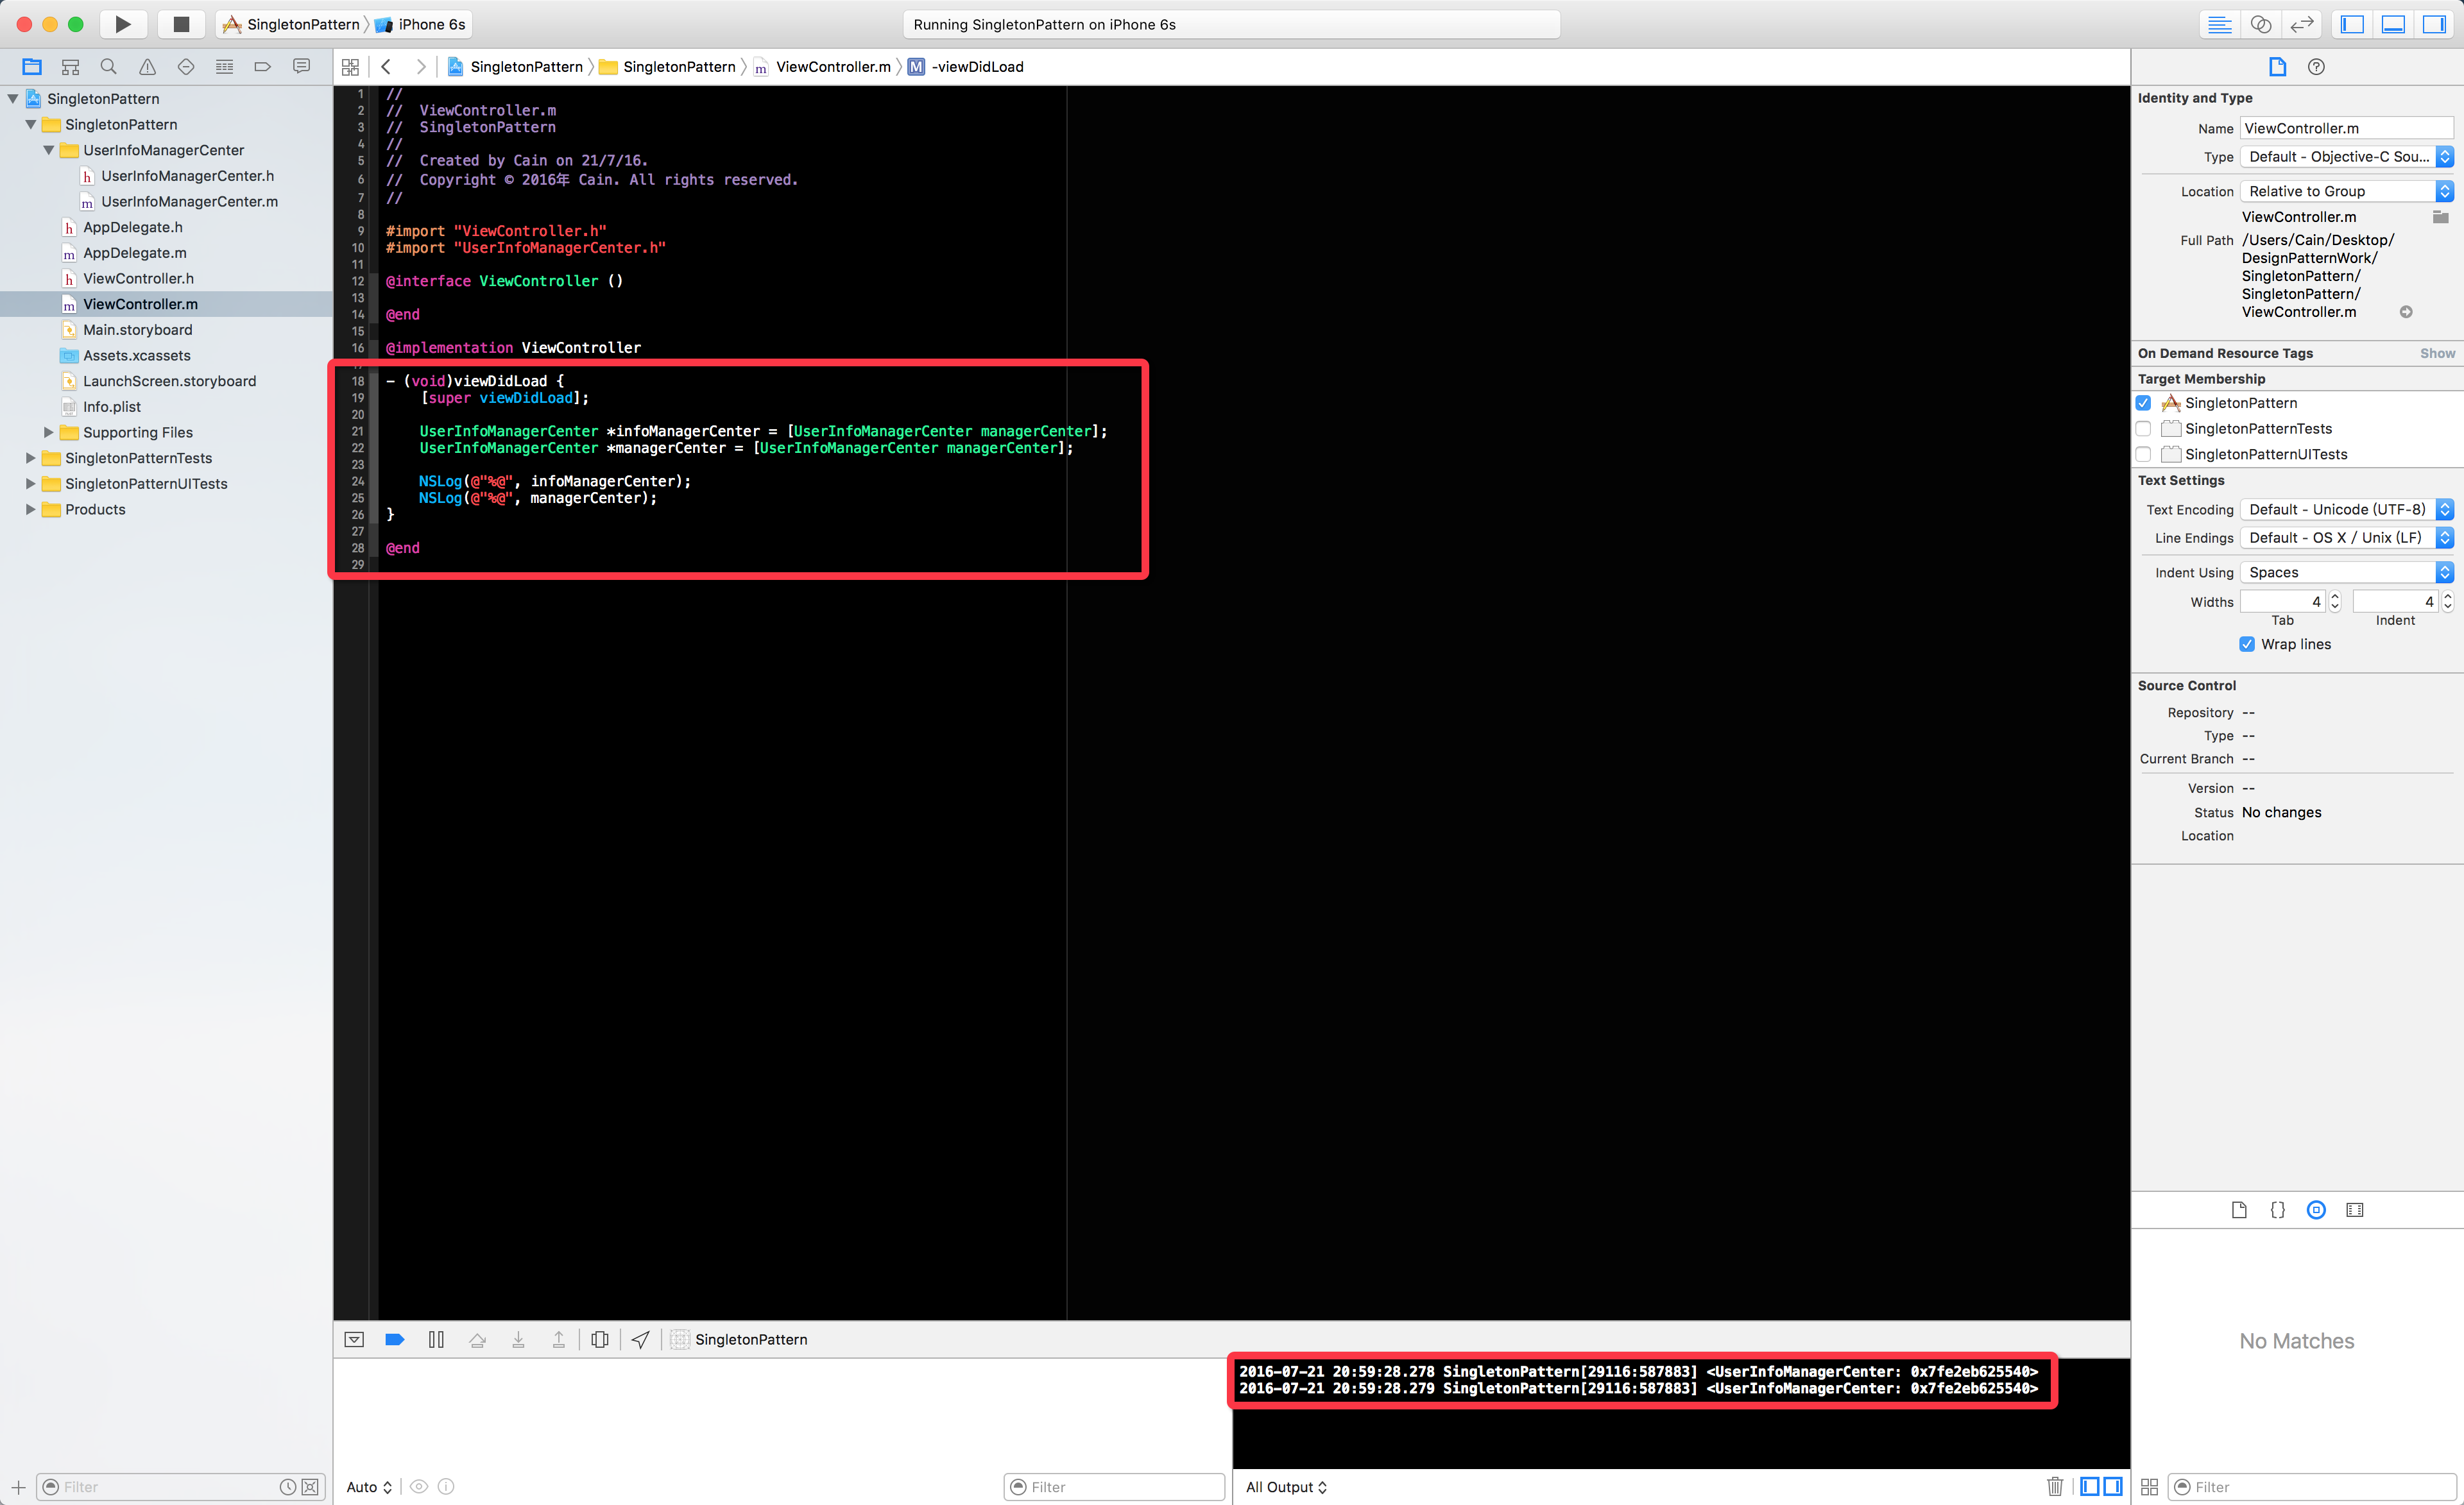 SingletonPattern
iPhone 6s
Running SingletonPattern on iPhone 6s
SingletonPattern
SingletonPattern
ViewController.m
-viewDidLoad
SingletonPattern
SingletonPattern
UserInfoManagerCenter
UserInfoManagerCenter.h
UserInfoManagerCenter.m
AppDelegate.h
AppDelegate.m
ViewController.h
ViewController.m
Main.storyboard
Assets.xcassets
LaunchScreen.storyboard
Info.plist
Supporting Files
SingletonPatternTests
SingletonPatternUITests
Products
Filter
1 //
2 //  ViewController.m
3 //  SingletonPattern
4 //
5 //  Created by Cain on 21/7/16.
6 //  Copyright © 2016年 Cain. All rights reserved.
7 //
8
9 #import "ViewController.h"
10 #import "UserInfoManagerCenter.h"
11
12 @interface ViewController ()
13
14 @end
15
16 @implementation ViewController
17
18 - (void)viewDidLoad {
19     [super viewDidLoad];
20
21     UserInfoManagerCenter *infoManagerCenter = [UserInfoManagerCenter managerCenter];
22     UserInfoManagerCenter *managerCenter = [UserInfoManagerCenter managerCenter];
23
24     NSLog(@"%@", infoManagerCenter);
25     NSLog(@"%@", managerCenter);
26 }
27
28 @end
29
SingletonPattern
2016-07-21 20:59:28.278 SingletonPattern[29116:587883] <UserInfoManagerCenter: 0x7fe2eb625540>
2016-07-21 20:59:28.279 SingletonPattern[29116:587883] <UserInfoManagerCenter: 0x7fe2eb625540>
Auto
Filter
All Output
Identity and Type
Name ViewController.m
Type Default - Objective-C Sou...
Location Relative to Group
ViewController.m
Full Path /Users/Cain/Desktop/
DesignPatternWork/
SingletonPattern/
SingletonPattern/
ViewController.m
On Demand Resource Tags Show
Target Membership
SingletonPattern
SingletonPatternTests
SingletonPatternUITests
Text Settings
Text Encoding Default - Unicode (UTF-8)
Line Endings Default - OS X / Unix (LF)
Indent Using Spaces
Widths 4 4
Tab Indent
Wrap lines
Source Control
Repository --
Type --
Current Branch --
Version --
Status No changes
Location
No Matches
Filter